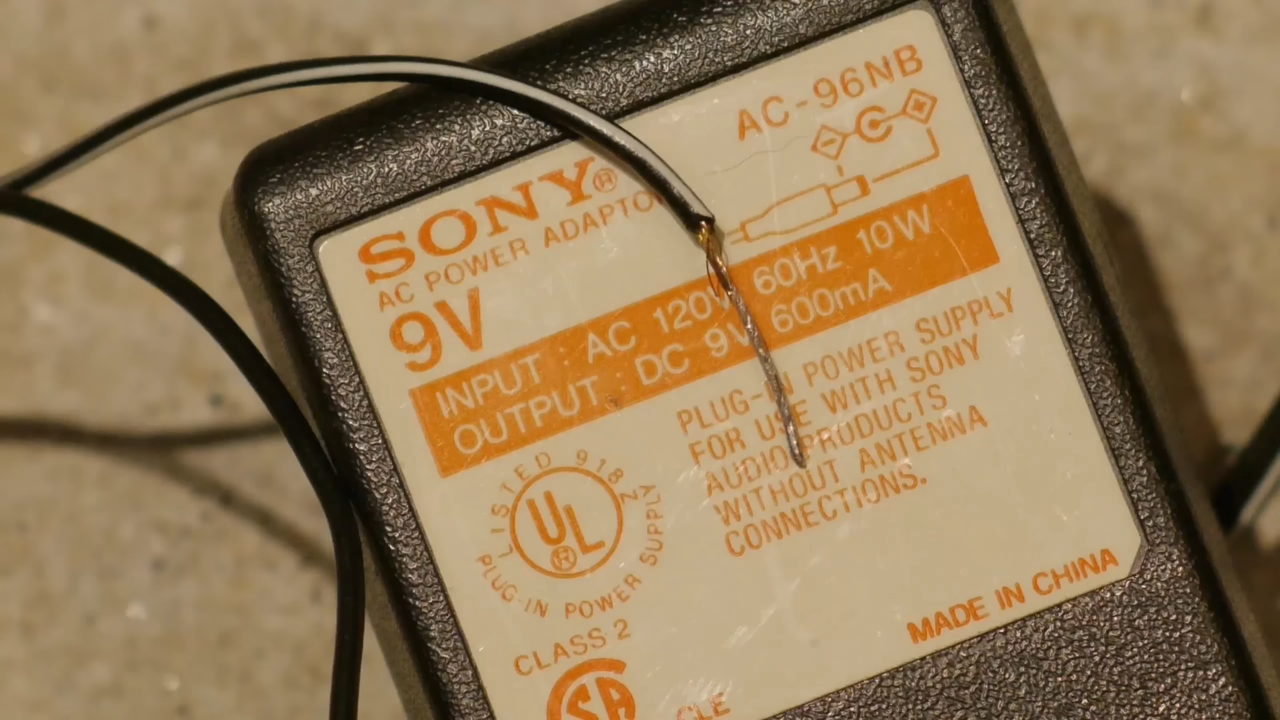 AC-96NB
SONY®
AC POWER ADAPTOR
9V
INPUT : AC 120V 60Hz 10W
OUTPUT : DC 9V 600mA
PLUG-IN POWER SUPPLY
FOR USE WITH SONY
AUDIO PRODUCTS
WITHOUT ANTENNA
CONNECTIONS.
LISTED 918Z
UL®
PLUG-IN POWER SUPPLY
CLASS 2
MADE IN CHINA
SA
CLE